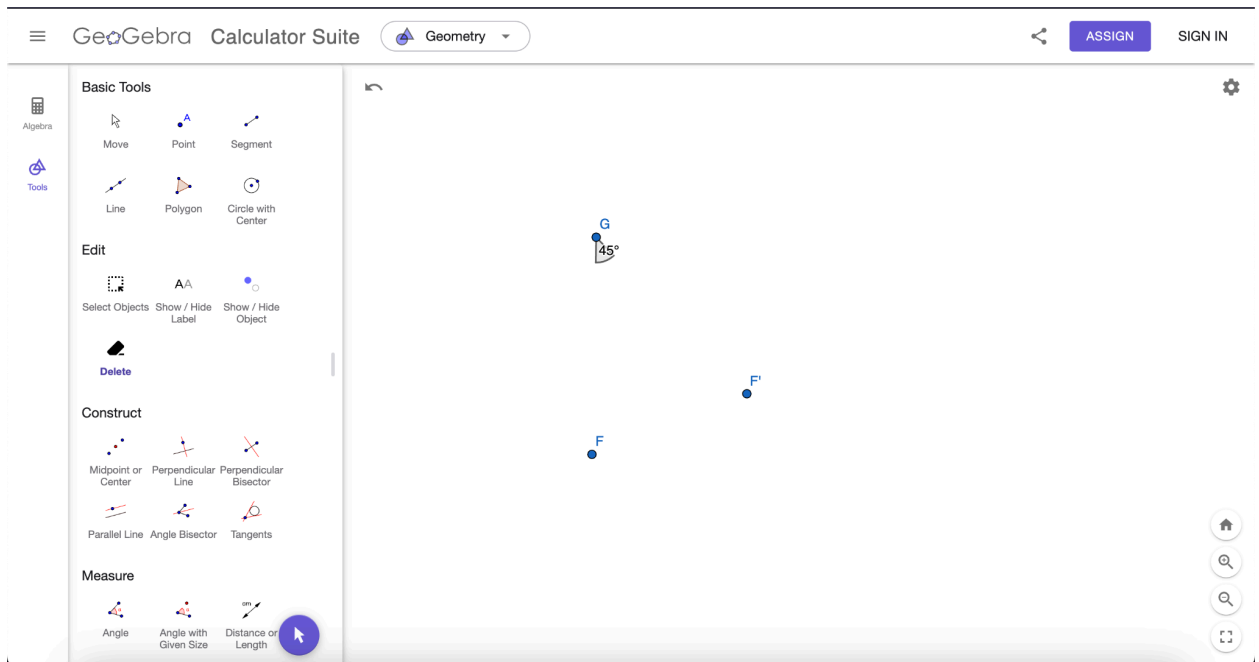 GeoGebra Calculator Suite Geometry ASSIGN SIGN IN
Algebra
Tools
Basic Tools
Move Point Segment
A
Line Polygon Circle with
Center
Edit
Select Objects Show / Hide Show / Hide
Label Object
AA
Delete
Construct
Midpoint or Perpendicular Perpendicular
Center Line Bisector
Parallel Line Angle Bisector Tangents
Measure
cm
Angle Angle with Distance or
Given Size Length
G
45°
F'
F